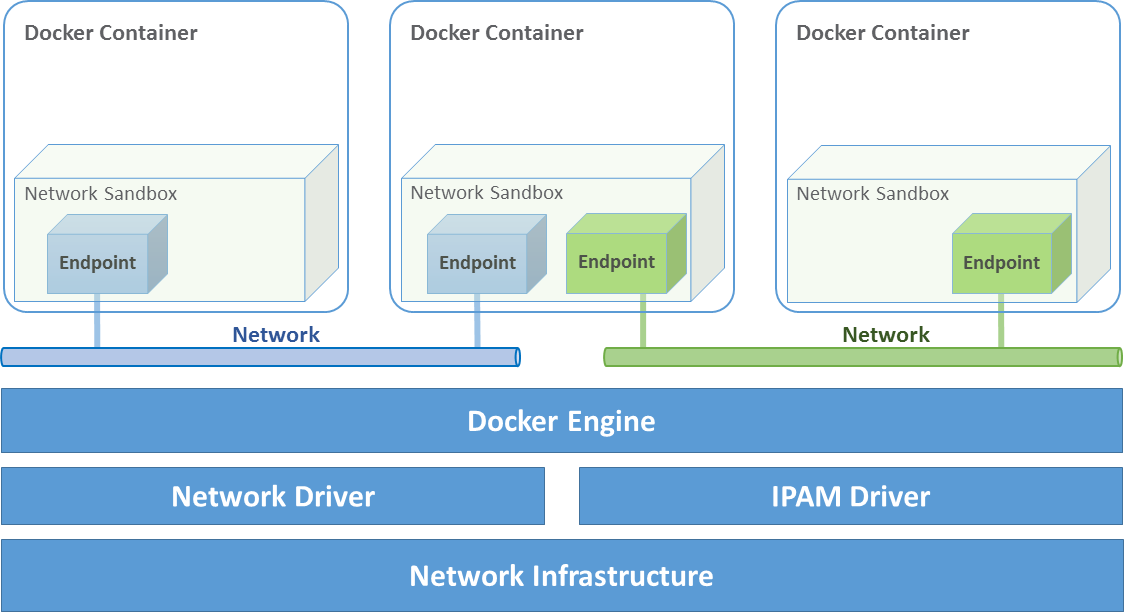 Docker Container
Docker Container
Docker Container
Network Sandbox
Network Sandbox
Network Sandbox
Endpoint
Endpoint
Endpoint
Endpoint
Network
Network
Docker Engine
Network Driver
IPAM Driver
Network Infrastructure